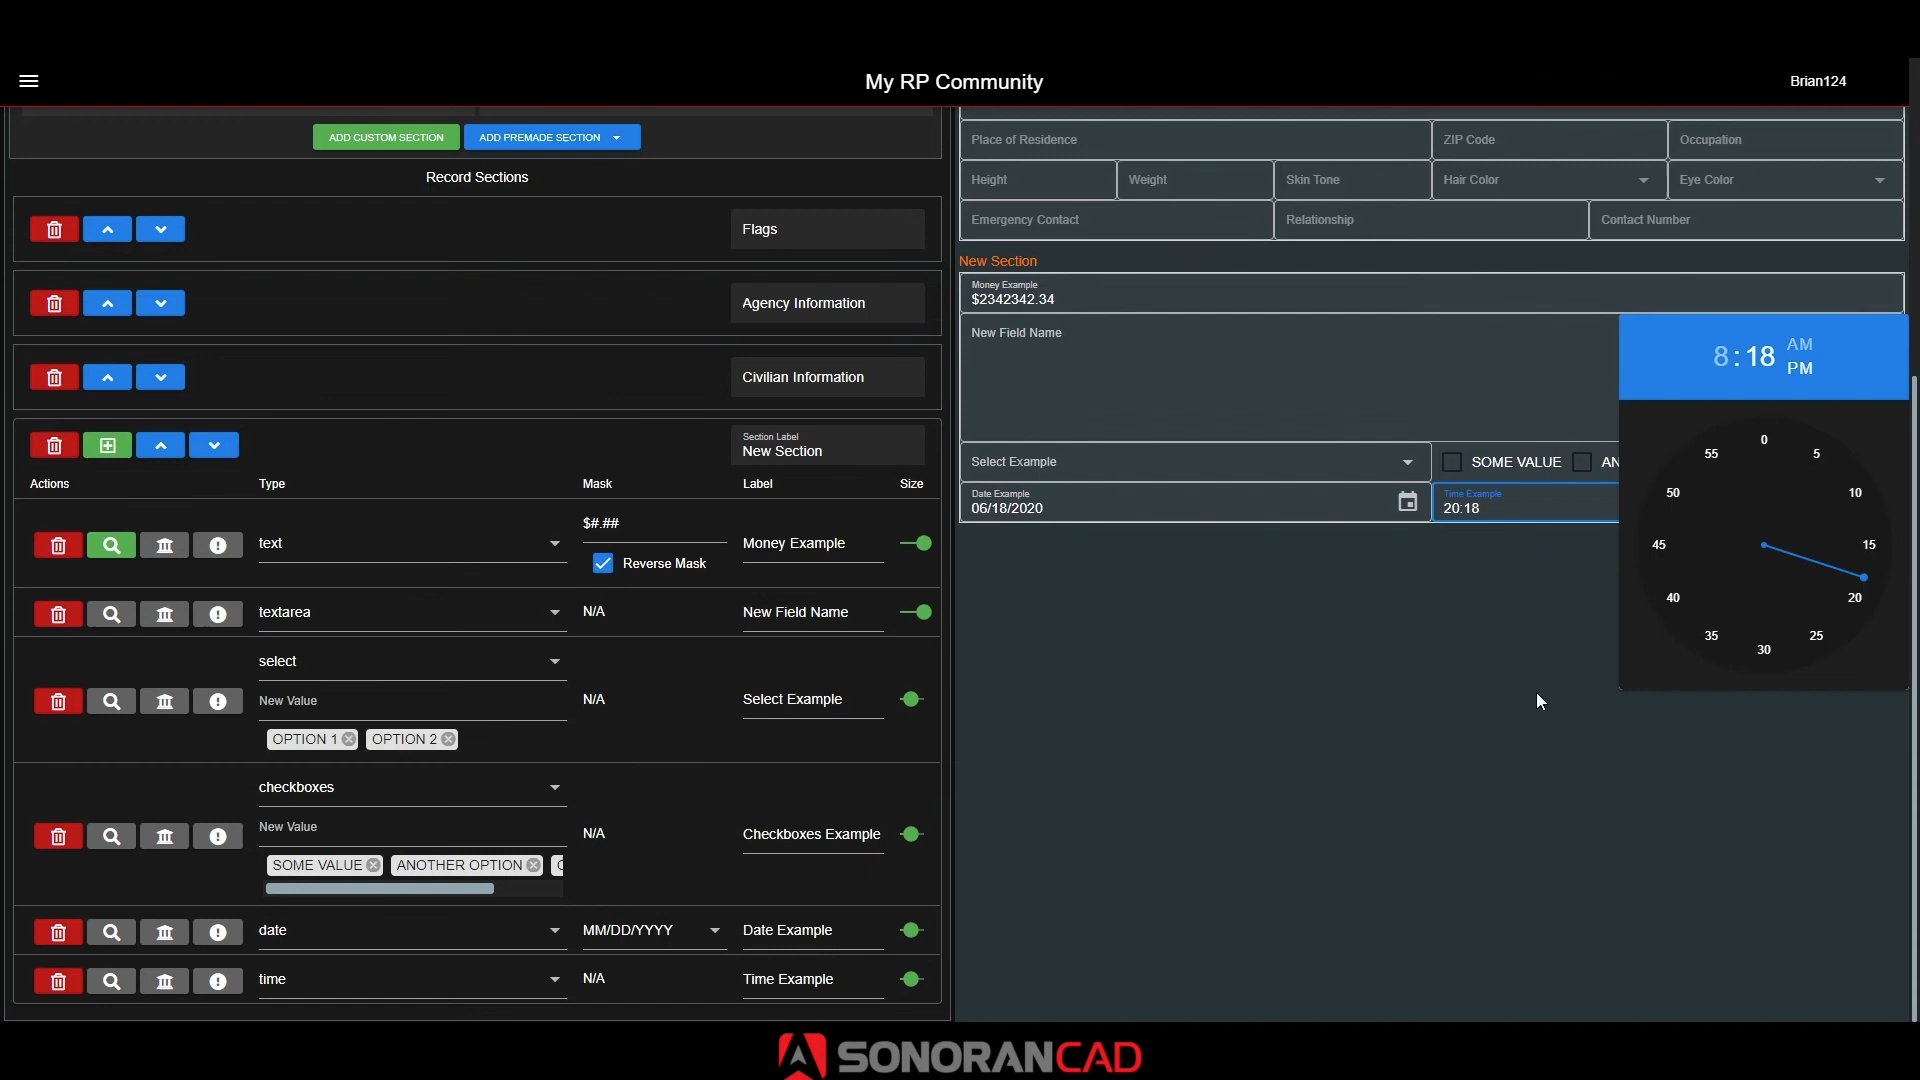 My RP Community
Brian124
ADD CUSTOM SECTION
ADD PREMADE SECTION
Record Sections
Flags
Agency Information
Civilian Information
Section Label
New Section
Actions
Type
Mask
Label
Size
text
$#.##
Reverse Mask
Money Example
textarea
N/A
New Field Name
select
New Value
OPTION 1
OPTION 2
N/A
Select Example
checkboxes
New Value
SOME VALUE
ANOTHER OPTION
N/A
Checkboxes Example
date
MM/DD/YYYY
Date Example
time
N/A
Time Example
Place of Residence
ZIP Code
Occupation
Height
Weight
Skin Tone
Hair Color
Eye Color
Emergency Contact
Relationship
Contact Number
New Section
Money Example
$2342342.34
New Field Name
Select Example
SOME VALUE
AN
Date Example
06/18/2020
Time Example
20:18
8:18
AM
PM
0
5
10
15
20
25
30
35
40
45
50
55
SONORANCAD